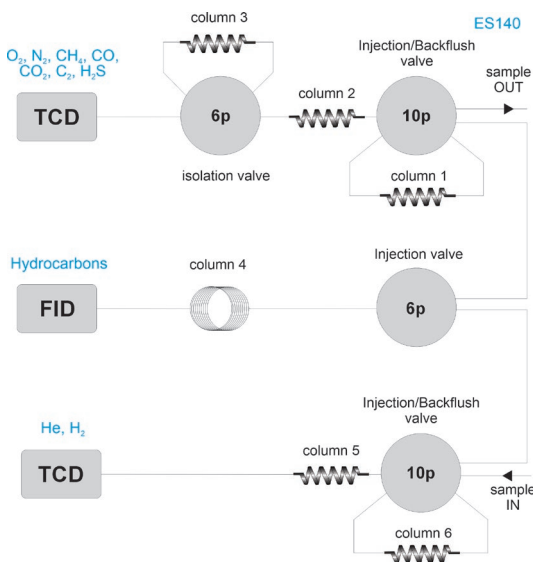 ES140
column 3
O₂, N₂, CH₄, CO,
CO₂, C₂, H₂S
Injection/Backflush
valve
sample
OUT
column 2
TCD
6p
10p
isolation valve
column 1
Hydrocarbons
column 4
Injection valve
FID
6p
Injection/Backflush
valve
He, H₂
column 5
TCD
10p
sample
IN
column 6